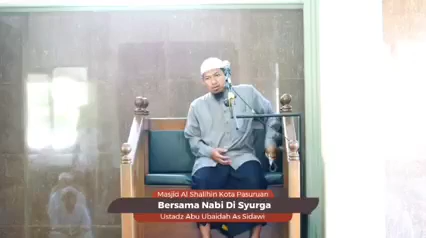 Masjid Al Shalihin Kota Pasuruan
Bersama Nabi Di Syurga
Ustadz Abu Ubaidah As Sidawi